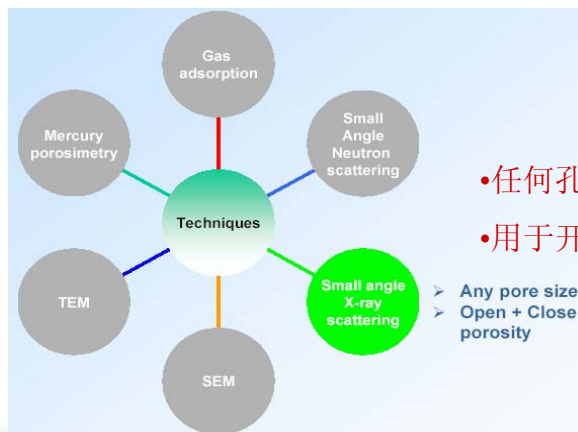 Gas
adsorption
Mercury
porosimetry
Small
Angle
Neutron
scattering
Techniques
•任何孔
•用于开
TEM
Small angle
X-ray
scattering
➢ Any pore size
➢ Open + Close
porosity
SEM